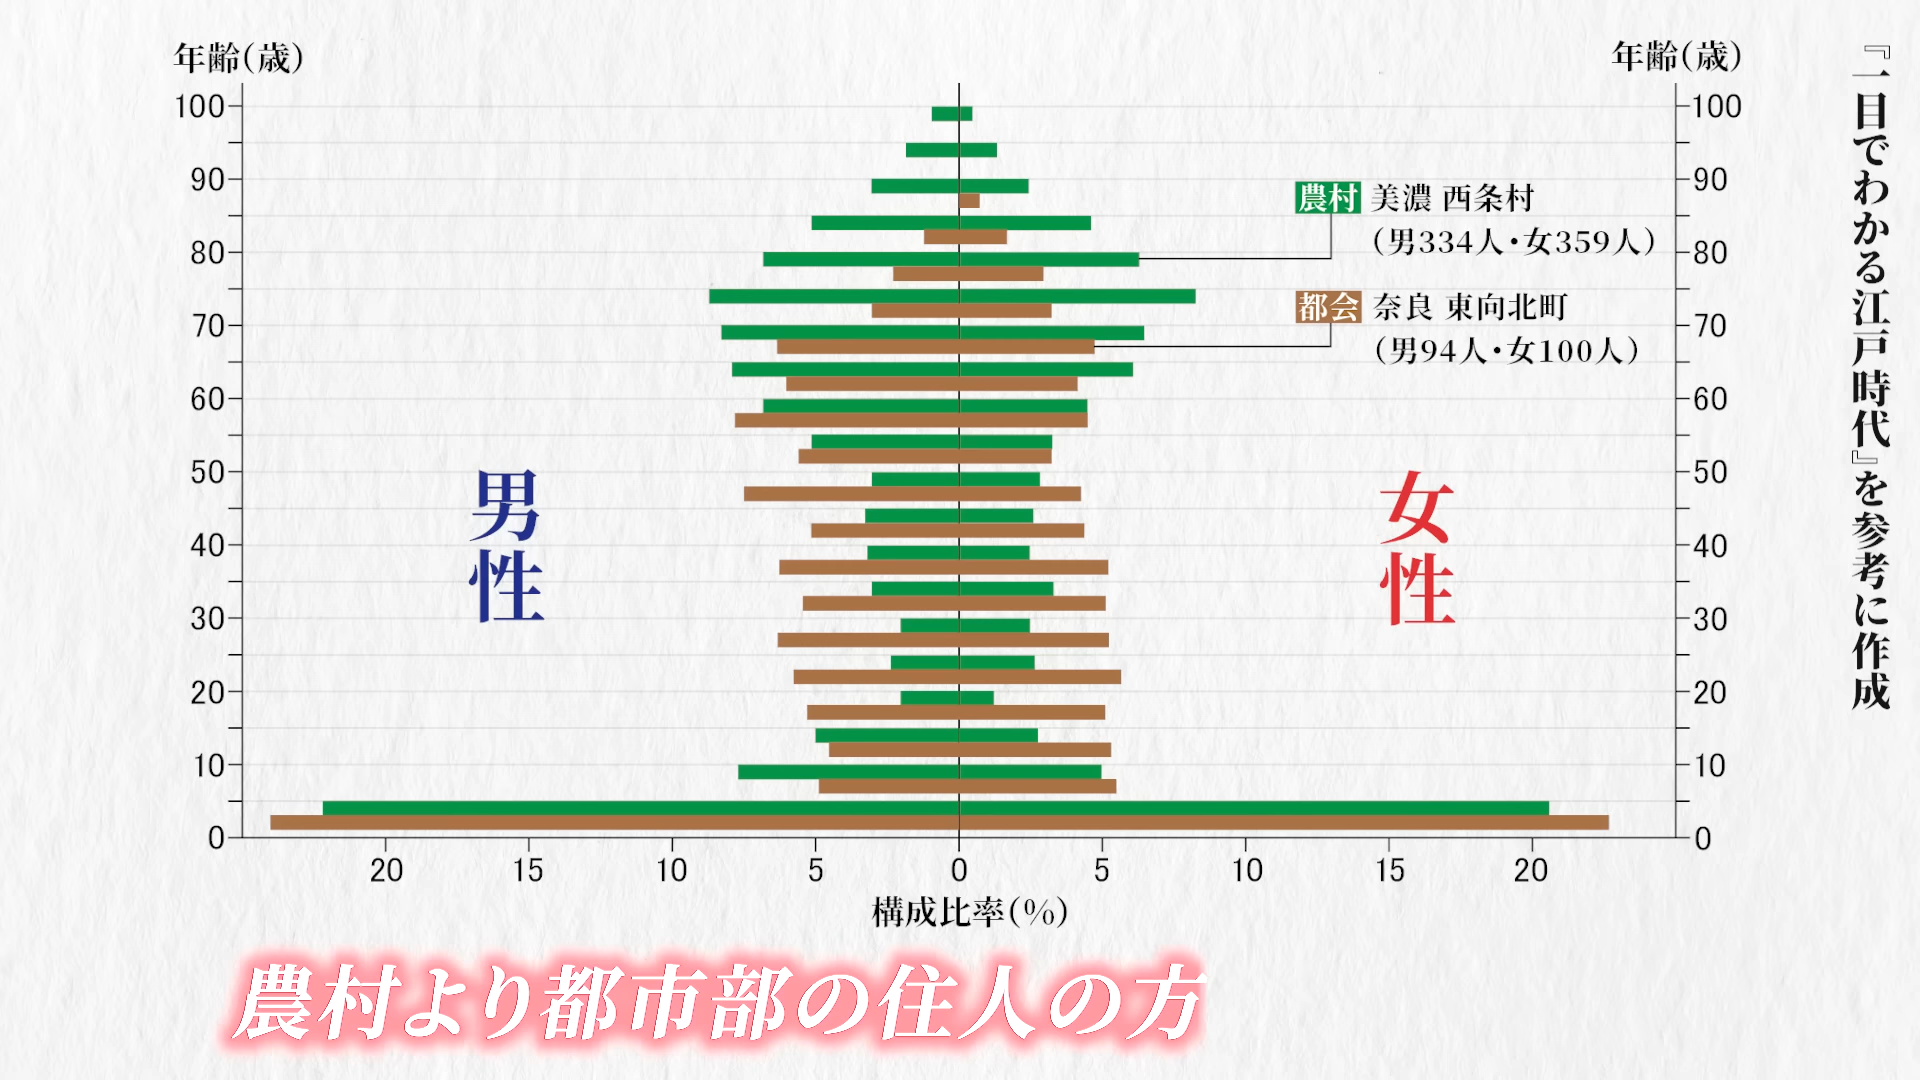 年齢(歳)
年齢(歳)
100
90
80
70
60
50
40
30
20
10
0
100
90
80
70
60
50
40
30
20
10
0
農村 美濃 西条村
(男334人・女359人)
都会 奈良 東向北町
(男94人・女100人)
男性
女性
20 15 10 5 0 5 10 15 20
構成比率(%)
『一目でわかる江戸時代』を参考に作成
農村より都市部の住人の方